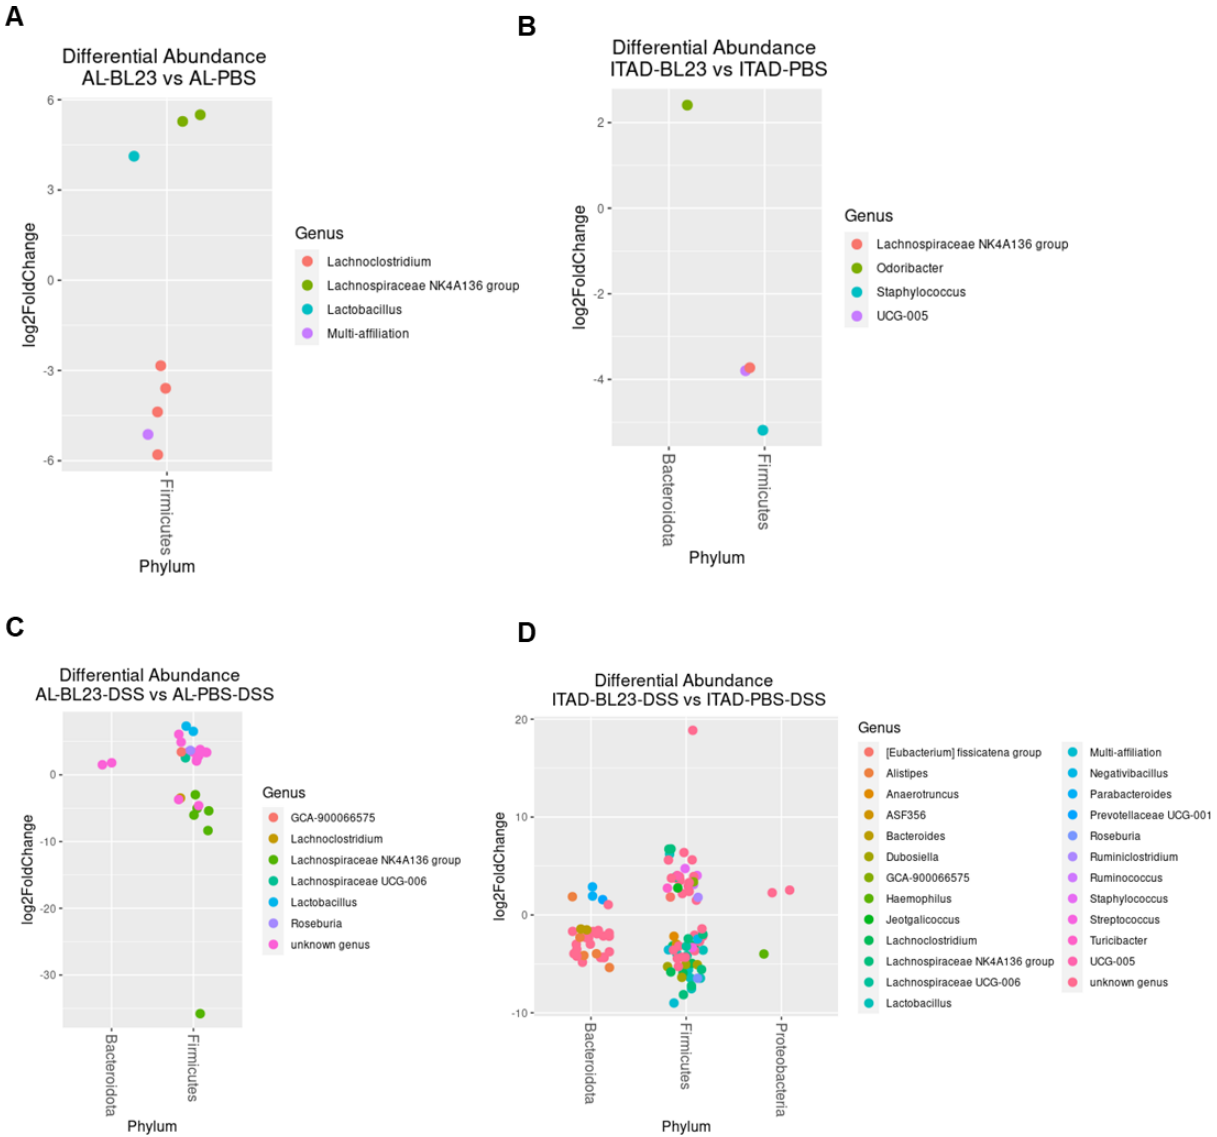 A
Differential Abundance
AL-BL23 vs AL-PBS
log2FoldChange
6
3
0
-3
-6
Firmicutes
Phylum
Genus
Lachnoclostridium
Lachnospiraceae NK4A136 group
Lactobacillus
Multi-affiliation
B
Differential Abundance
ITAD-BL23 vs ITAD-PBS
log2FoldChange
2
0
-2
-4
Bacteroidota
Firmicutes
Phylum
Genus
Lachnospiraceae NK4A136 group
Odoribacter
Staphylococcus
UCG-005
C
Differential Abundance
AL-BL23-DSS vs AL-PBS-DSS
log2FoldChange
0
-10
-20
-30
Bacteroidota
Firmicutes
Phylum
Genus
GCA-900066575
Lachnoclostridium
Lachnospiraceae NK4A136 group
Lachnospiraceae UCG-006
Lactobacillus
Roseburia
unknown genus
D
Differential Abundance
ITAD-BL23-DSS vs ITAD-PBS-DSS
log2FoldChange
20
10
0
-10
Bacteroidota
Firmicutes
Proteobacteria
Phylum
Genus
[Eubacterium] fissicatena group
Alistipes
Anaerotruncus
ASF356
Bacteroides
Dubosiella
GCA-900066575
Haemophilus
Jeotgalicoccus
Lachnoclostridium
Lachnospiraceae NK4A136 group
Lachnospiraceae UCG-006
Lactobacillus
Multi-affiliation
Negativibacillus
Parabacteroides
Prevotellaceae UCG-001
Roseburia
Ruminiclostridium
Ruminococcus
Staphylococcus
Streptococcus
Turicibacter
UCG-005
unknown genus